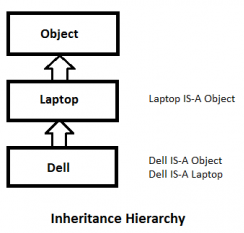 Object
Laptop
Laptop IS-A Object
Dell
Dell IS-A Object
Dell IS-A Laptop
Inheritance Hierarchy